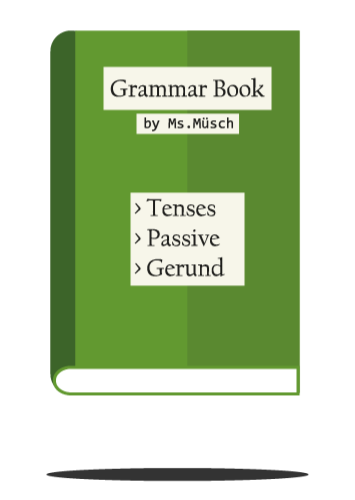 Grammar Book
by Ms.Müsch
> Tenses
> Passive
> Gerund